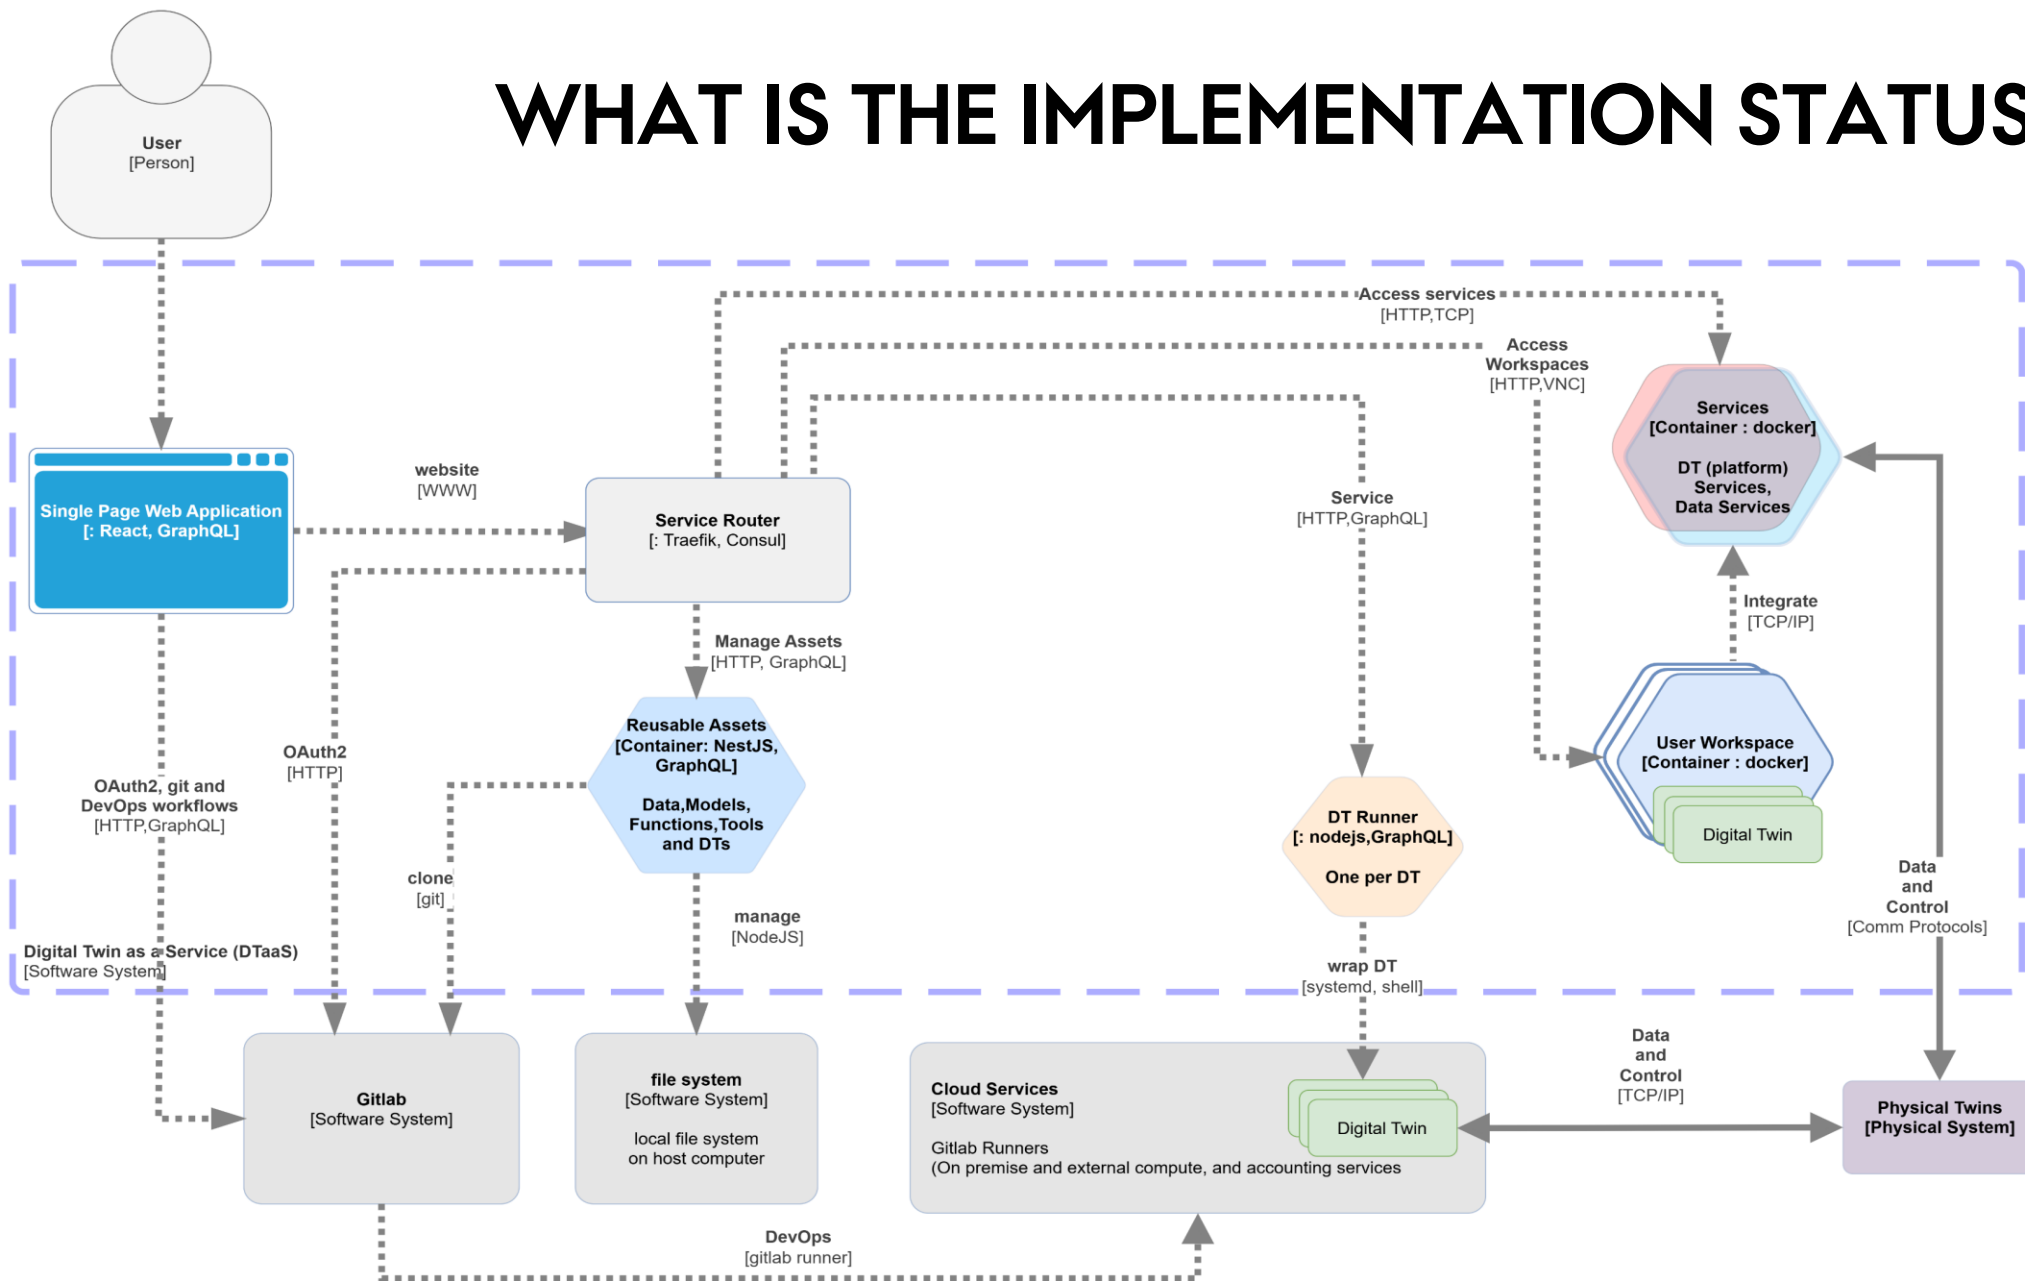 WHAT IS THE IMPLEMENTATION STATUS
User
[Person]
Access services
[HTTP,TCP]
Access
Workspaces
[HTTP,VNC]
Services
[Container : docker]
DT (platform)
Services,
Data Services
website
[WWW]
Single Page Web Application
[: React, GraphQL]
Service Router
[: Traefik, Consul]
Service
[HTTP,GraphQL]
Integrate
[TCP/IP]
Manage Assets
[HTTP, GraphQL]
Reusable Assets
[Container: NestJS,
GraphQL]
Data,Models,
Functions,Tools
and DTs
OAuth2
[HTTP]
OAuth2, git and
DevOps workflows
[HTTP,GraphQL]
User Workspace
[Container : docker]
Digital Twin
DT Runner
[: nodejs,GraphQL]
One per DT
clone
[git]
manage
[NodeJS]
Data
and
Control
[Comm Protocols]
Digital Twin as a Service (DTaaS)
[Software System]
wrap DT
[systemd, shell]
Gitlab
[Software System]
file system
[Software System]
local file system
on host computer
Cloud Services
[Software System]
Gitlab Runners
(On premise and external compute, and accounting services
Digital Twin
Data
and
Control
[TCP/IP]
Physical Twins
[Physical System]
DevOps
[gitlab runner]